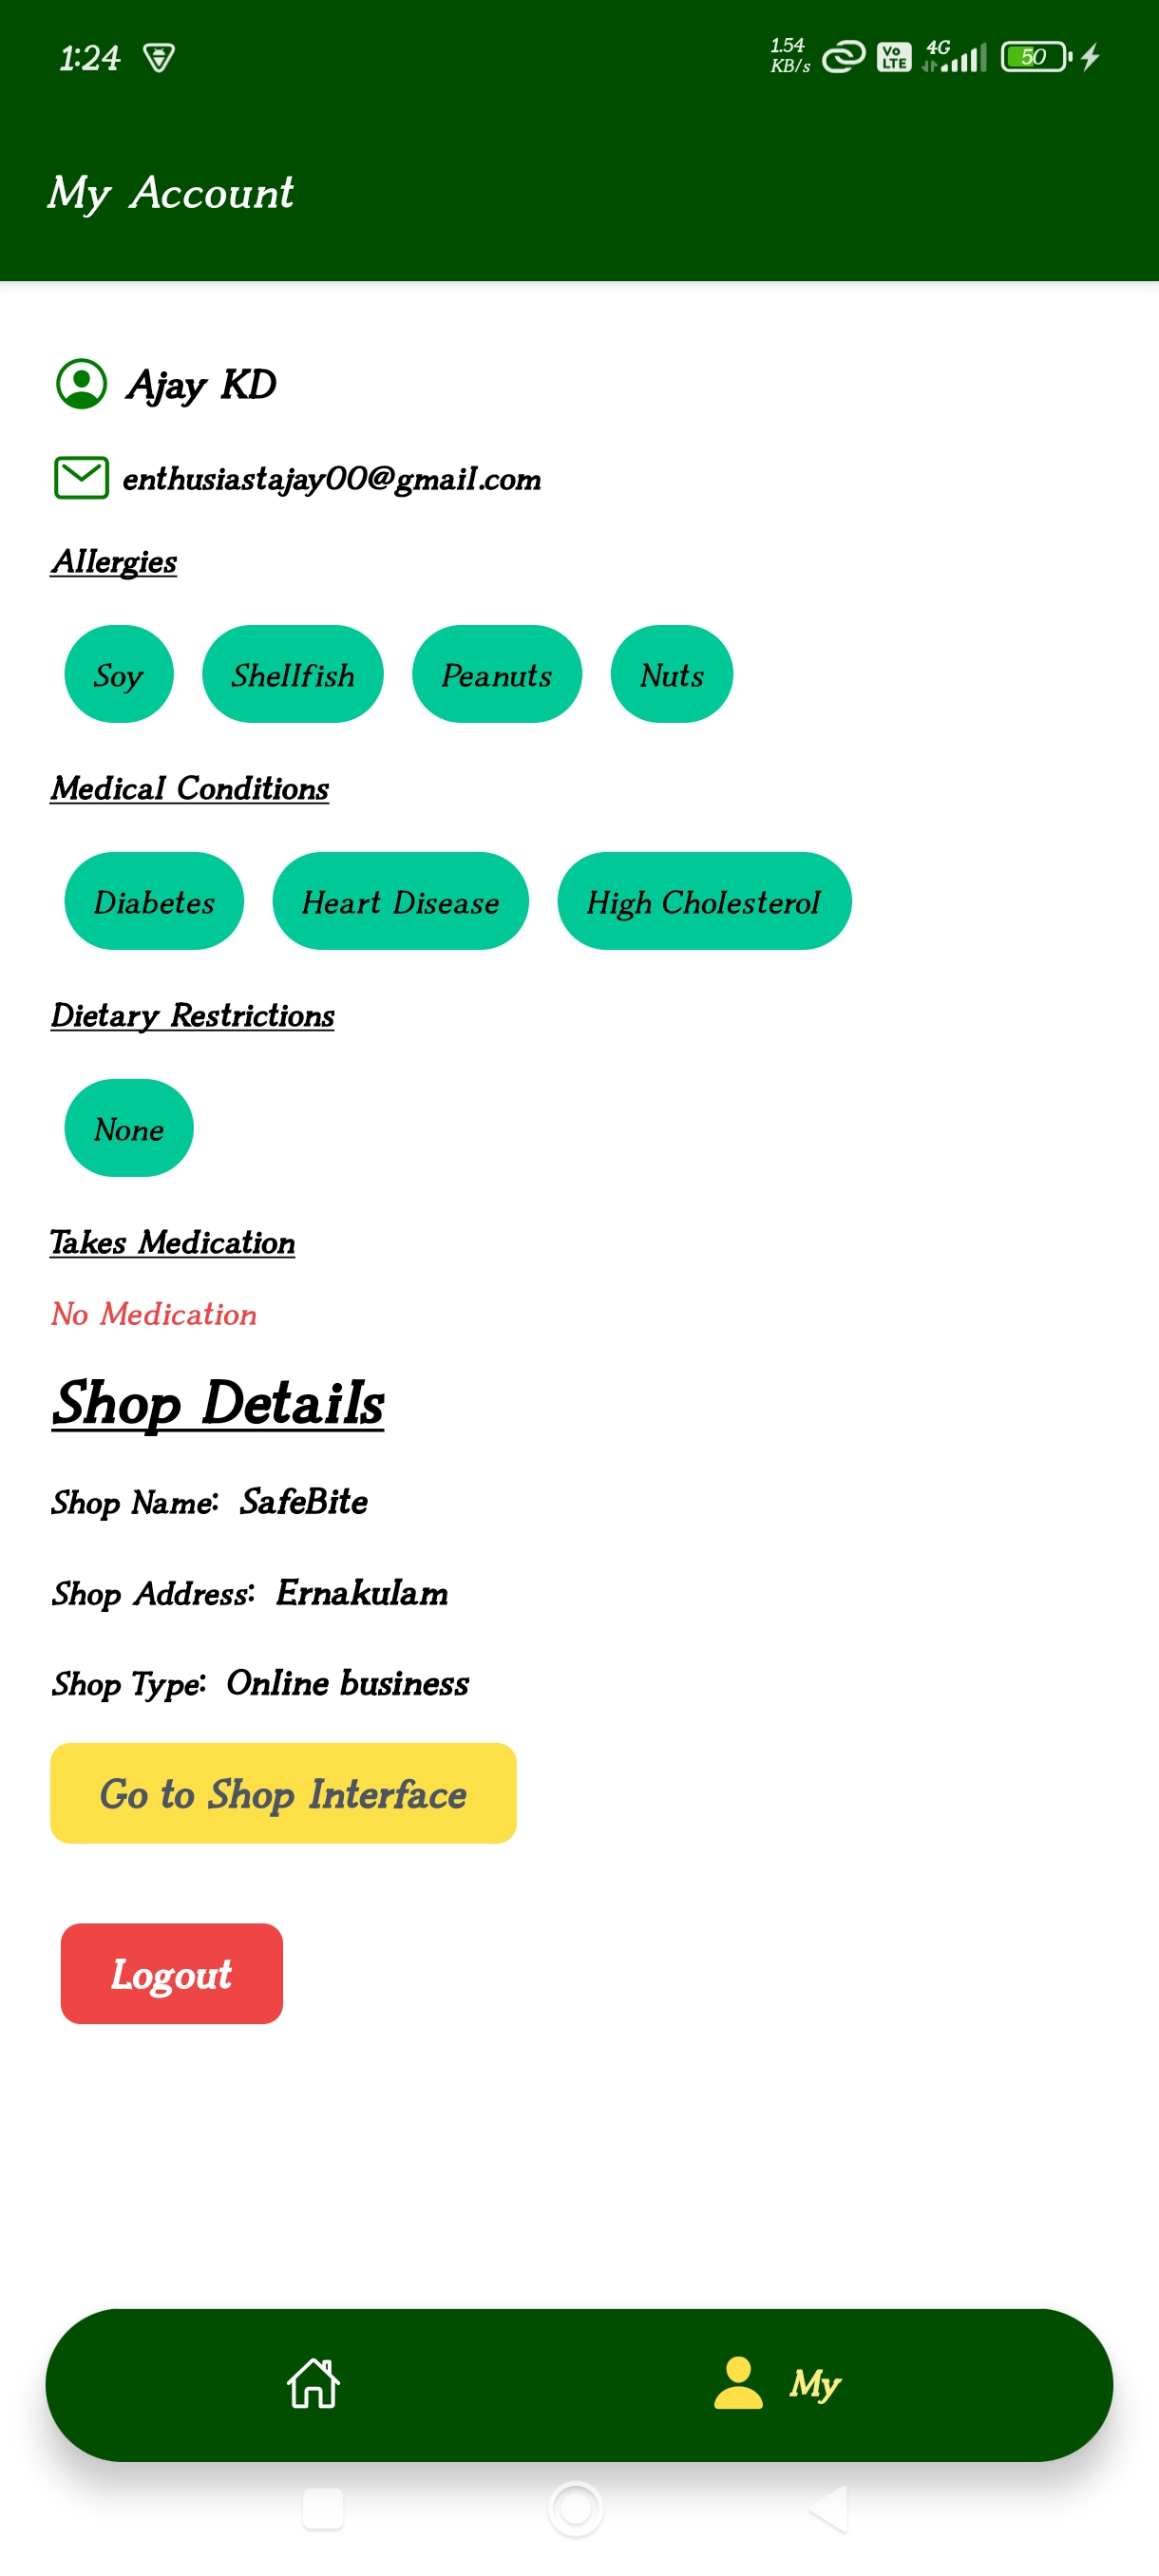 1:24 1.54 KB/s Vo LTE 4G 50
My Account
Ajay KD
enthusiastajay00@gmail.com
Allergies
Soy Shellfish Peanuts Nuts
Medical Conditions
Diabetes Heart Disease High Cholesterol
Dietary Restrictions
None
Takes Medication
No Medication
Shop Details
Shop Name: SafeBite
Shop Address: Ernakulam
Shop Type: Online business
Go to Shop Interface
Logout
My